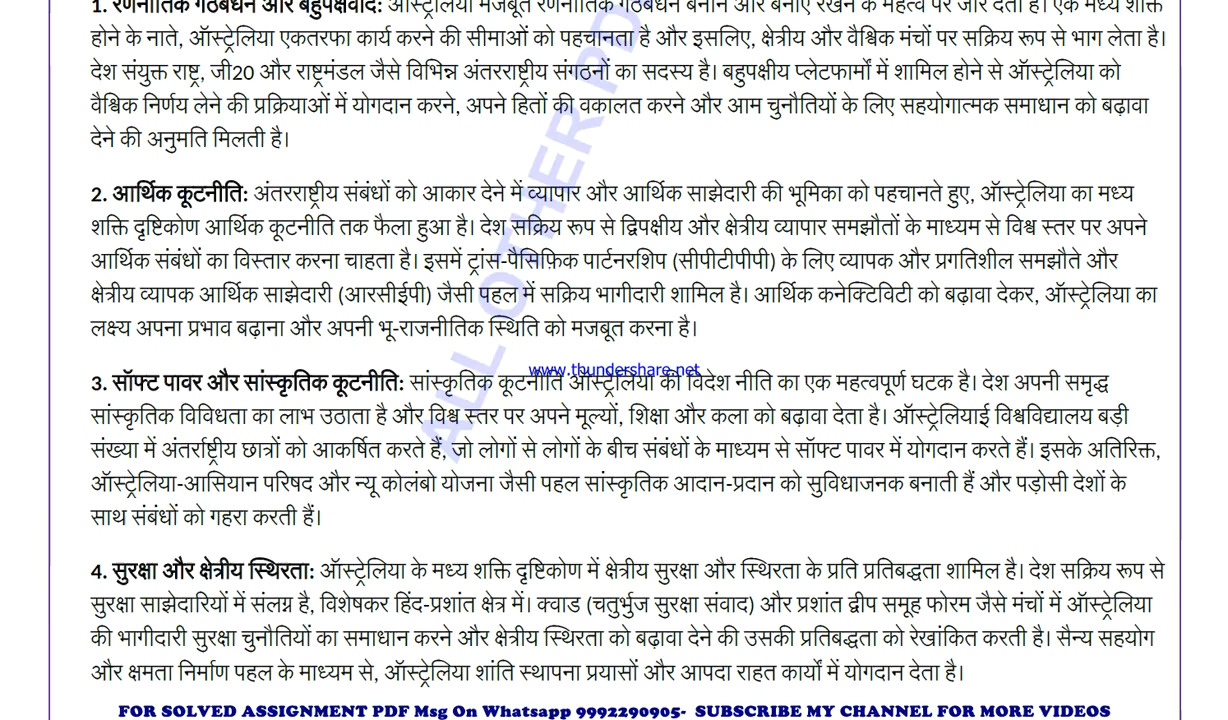 1. रणनीतिक गठबंधन और बहुपक्षवाद: ऑस्ट्रेलिया मजबूत रणनीतिक गठबंधन बनाने और बनाए रखने के महत्व पर जोर देता है। एक मध्य शक्ति
होने के नाते, ऑस्ट्रेलिया एकतरफा कार्य करने की सीमाओं को पहचानता है और इसलिए, क्षेत्रीय और वैश्विक मंचों पर सक्रिय रूप से भाग लेता है।
देश संयुक्त राष्ट्र, जी20 और राष्ट्रमंडल जैसे विभिन्न अंतरराष्ट्रीय संगठनों का सदस्य है। बहुपक्षीय प्लेटफार्मों में शामिल होने से ऑस्ट्रेलिया को
वैश्विक निर्णय लेने की प्रक्रियाओं में योगदान करने, अपने हितों की वकालत करने और आम चुनौतियों के लिए सहयोगात्मक समाधान को बढ़ावा
देने की अनुमति मिलती है।
2. आर्थिक कूटनीति: अंतरराष्ट्रीय संबंधों को आकार देने में व्यापार और आर्थिक साझेदारी की भूमिका को पहचानते हुए, ऑस्ट्रेलिया का मध्य
शक्ति दृष्टिकोण आर्थिक कूटनीति तक फैला हुआ है। देश सक्रिय रूप से द्विपक्षीय और क्षेत्रीय व्यापार समझौतों के माध्यम से विश्व स्तर पर अपने
आर्थिक संबंधों का विस्तार करना चाहता है। इसमें ट्रांस-पैसिफ़िक पार्टनरशिप (सीपीटीपीपी) के लिए व्यापक और प्रगतिशील समझौते और
क्षेत्रीय व्यापक आर्थिक साझेदारी (आरसीईपी) जैसी पहल में सक्रिय भागीदारी शामिल है। आर्थिक कनेक्टिविटी को बढ़ावा देकर, ऑस्ट्रेलिया का
लक्ष्य अपना प्रभाव बढ़ाना और अपनी भू-राजनीतिक स्थिति को मजबूत करना है।
www.thundershare.net
3. सॉफ्ट पावर और सांस्कृतिक कूटनीति: सांस्कृतिक कूटनीति ऑस्ट्रेलिया की विदेश नीति का एक महत्वपूर्ण घटक है। देश अपनी समृद्ध
सांस्कृतिक विविधता का लाभ उठाता है और विश्व स्तर पर अपने मूल्यों, शिक्षा और कला को बढ़ावा देता है। ऑस्ट्रेलियाई विश्वविद्यालय बड़ी
संख्या में अंतर्राष्ट्रीय छात्रों को आकर्षित करते हैं, जो लोगों से लोगों के बीच संबंधों के माध्यम से सॉफ्ट पावर में योगदान करते हैं। इसके अतिरिक्त,
ऑस्ट्रेलिया-आसियान परिषद और न्यू कोलंबो योजना जैसी पहल सांस्कृतिक आदान-प्रदान को सुविधाजनक बनाती हैं और पड़ोसी देशों के
साथ संबंधों को गहरा करती हैं।
4. सुरक्षा और क्षेत्रीय स्थिरता: ऑस्ट्रेलिया के मध्य शक्ति दृष्टिकोण में क्षेत्रीय सुरक्षा और स्थिरता के प्रति प्रतिबद्धता शामिल है। देश सक्रिय रूप से
सुरक्षा साझेदारियों में संलग्न है, विशेषकर हिंद-प्रशांत क्षेत्र में। क्वाड (चतुर्भुज सुरक्षा संवाद) और प्रशांत द्वीप समूह फोरम जैसे मंचों में ऑस्ट्रेलिया
की भागीदारी सुरक्षा चुनौतियों का समाधान करने और क्षेत्रीय स्थिरता को बढ़ावा देने की उसकी प्रतिबद्धता को रेखांकित करती है। सैन्य सहयोग
और क्षमता निर्माण पहल के माध्यम से, ऑस्ट्रेलिया शांति स्थापना प्रयासों और आपदा राहत कार्यों में योगदान देता है।
ALL OTHER PD
FOR SOLVED ASSIGNMENT PDF Msg On Whatsapp 9992290905- SUBSCRIBE MY CHANNEL FOR MORE VIDEOS